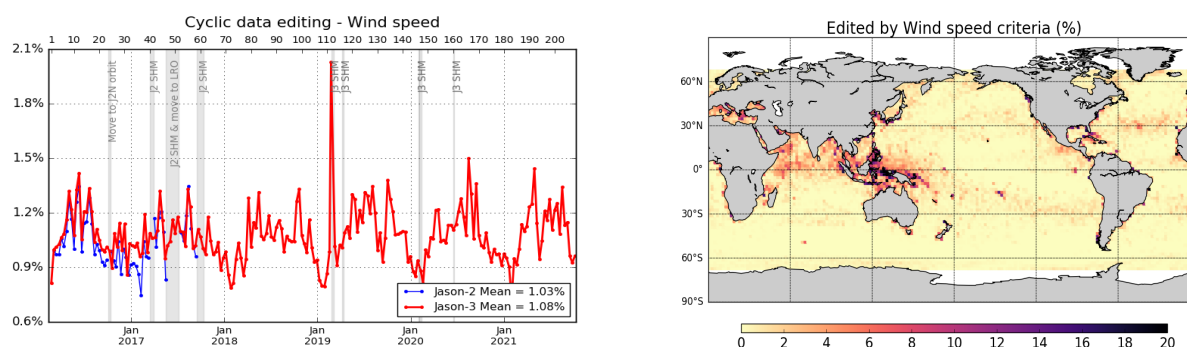 Cyclic data editing - Wind speed
1 10 20 30 40 50 60 70 80 90 100 110 120 130 140 150 160 170 180 190 200
2.1%
1.8%
1.5%
1.2%
0.9%
0.6%
Move to J2N orbit
J2 SHM
J2 SHM & move to LRO
J2 SHM
J3 SHM
J3 SHM
J3 SHM
J3 SHM
Jason-2 Mean = 1.03%
Jason-3 Mean = 1.08%
Jan Jan Jan Jan Jan
2017 2018 2019 2020 2021
Edited by Wind speed criteria (%)
60°N
30°N
0°
30°S
60°S
90°S
0 2 4 6 8 10 12 14 16 18 20